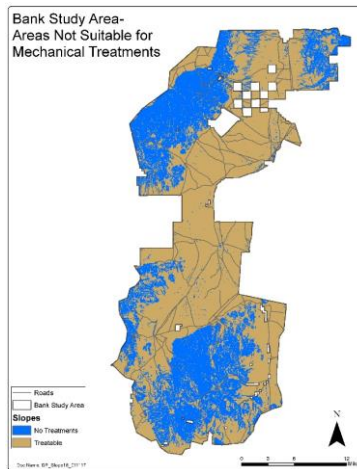 Bank Study Area-
Areas Not Suitable for
Mechanical Treatments
Roads
Bank Study Area
Slopes
No Treatments
Treatable
N
0 3 6 12